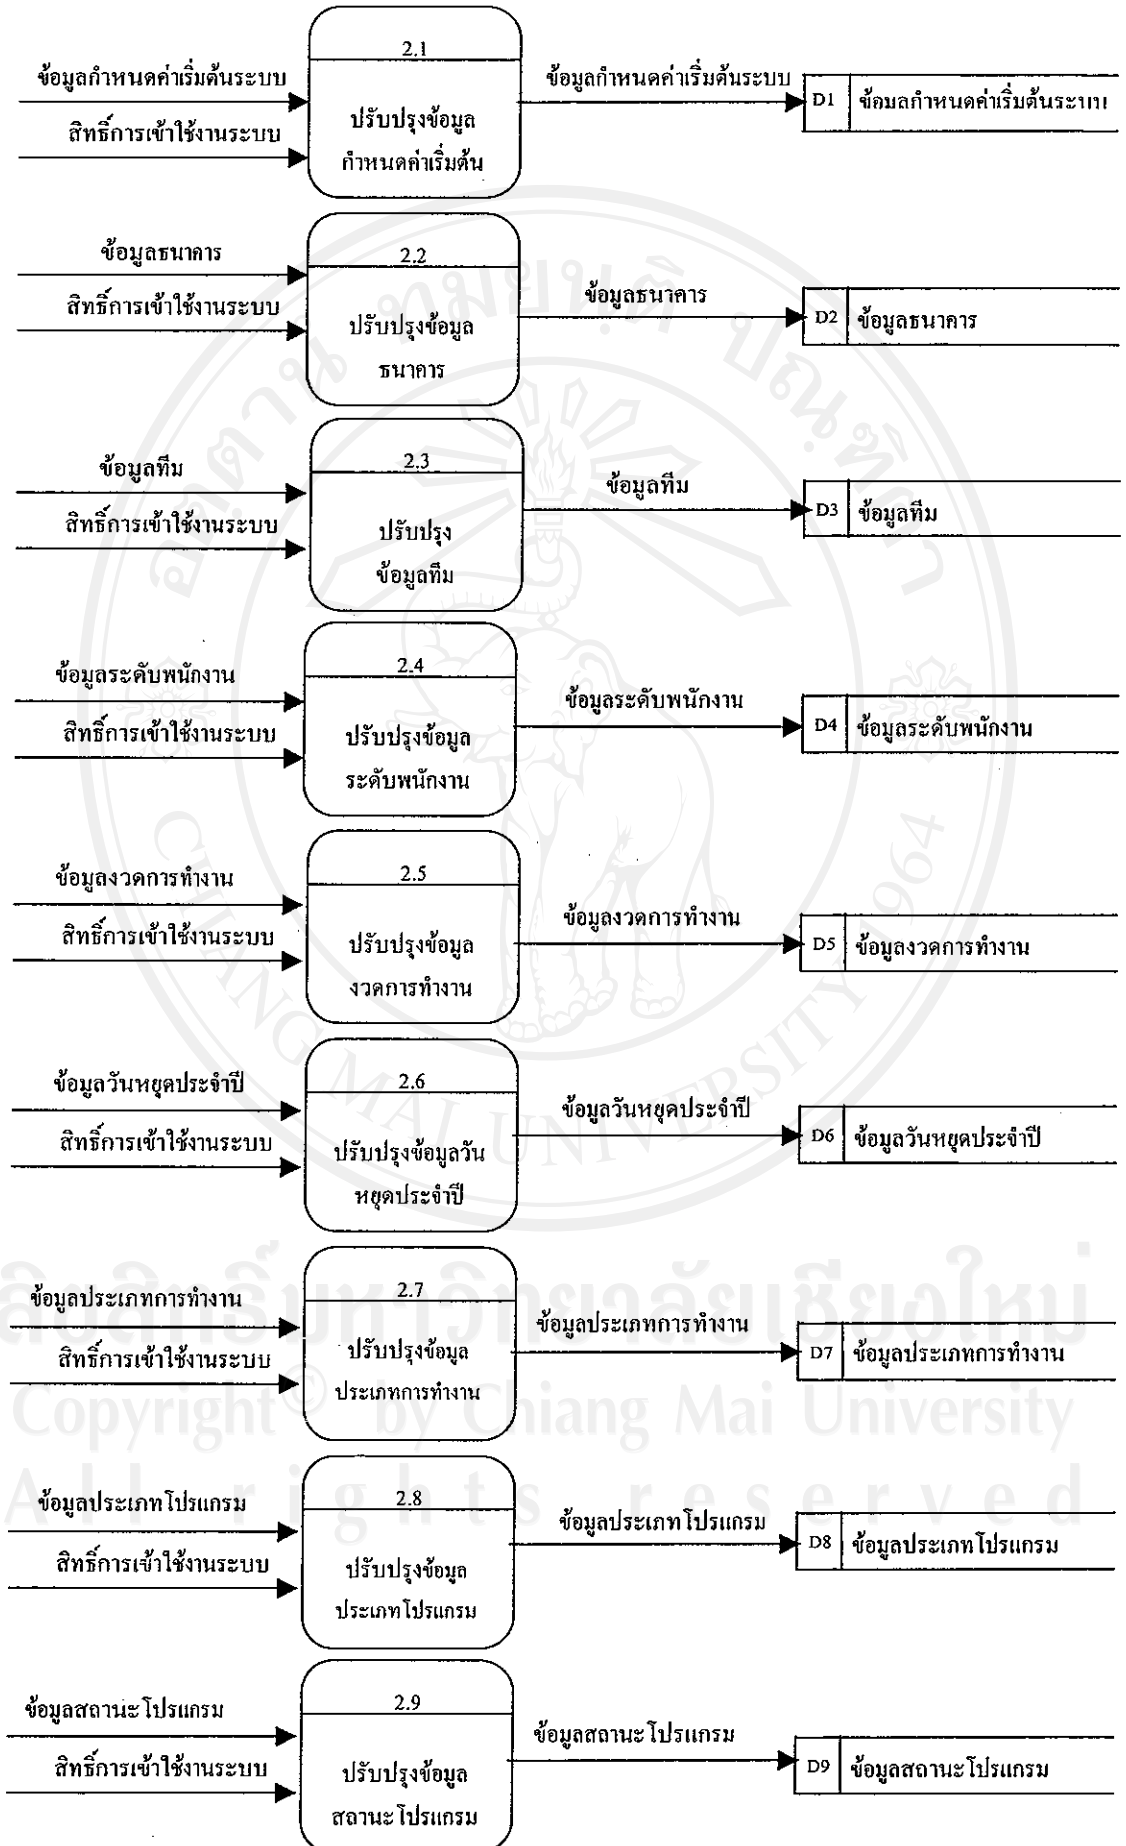 2.1
ข้อมูลกำหนดค่าเริ่มต้นระบบ
ข้อมูลกำหนดค่าเริ่มต้นระบบ
D1
ข้อมูลกำหนดค่าเริ่มต้นระบบ
สิทธิ์การเข้าใช้งานระบบ
ปรับปรุงข้อมูล
กำหนดค่าเริ่มต้น
2.2
ข้อมูลธนาคาร
ข้อมูลธนาคาร
D2
ข้อมูลธนาคาร
สิทธิ์การเข้าใช้งานระบบ
ปรับปรุงข้อมูล
ธนาคาร
2.3
ข้อมูลทีม
ข้อมูลทีม
D3
ข้อมูลทีม
สิทธิ์การเข้าใช้งานระบบ
ปรับปรุง
ข้อมูลทีม
2.4
ข้อมูลระดับพนักงาน
ข้อมูลระดับพนักงาน
D4
ข้อมูลระดับพนักงาน
สิทธิ์การเข้าใช้งานระบบ
ปรับปรุงข้อมูล
ระดับพนักงาน
2.5
ข้อมูลงวดการทำงาน
ข้อมูลงวดการทำงาน
D5
ข้อมูลงวดการทำงาน
สิทธิ์การเข้าใช้งานระบบ
ปรับปรุงข้อมูล
งวดการทำงาน
2.6
ข้อมูลวันหยุดประจำปี
ข้อมูลวันหยุดประจำปี
D6
ข้อมูลวันหยุดประจำปี
สิทธิ์การเข้าใช้งานระบบ
ปรับปรุงข้อมูลวัน
หยุดประจำปี
2.7
ข้อมูลประเภทการทำงาน
ข้อมูลประเภทการทำงาน
D7
ข้อมูลประเภทการทำงาน
สิทธิ์การเข้าใช้งานระบบ
ปรับปรุงข้อมูล
ประเภทการทำงาน
2.8
ข้อมูลประเภทโปรแกรม
ข้อมูลประเภทโปรแกรม
D8
ข้อมูลประเภทโปรแกรม
สิทธิ์การเข้าใช้งานระบบ
ปรับปรุงข้อมูล
ประเภทโปรแกรม
2.9
ข้อมูลสถานะโปรแกรม
ข้อมูลสถานะโปรแกรม
D9
ข้อมูลสถานะโปรแกรม
สิทธิ์การเข้าใช้งานระบบ
ปรับปรุงข้อมูล
สถานะโปรแกรม
CHIANG MAI UNIVERSITY 1964
ลิขสิทธิ์มหาวิทยาลัยเชียงใหม่
Copyright© by Chiang Mai University
All rights reserved